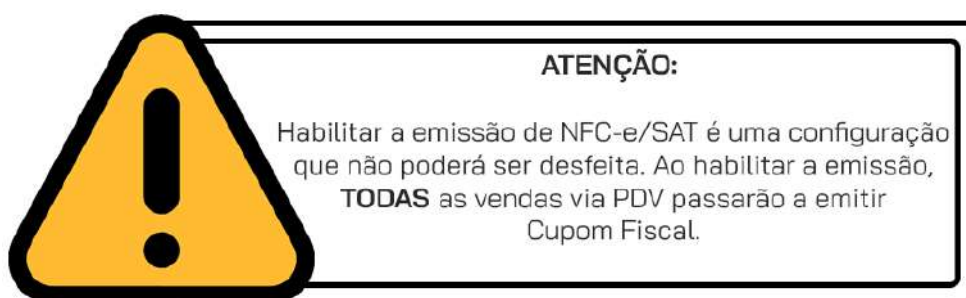 ATENÇÃO:
Habilitar a emissão de NFC-e/SAT é uma configuração
que não poderá ser desfeita. Ao habilitar a emissão,
TODAS as vendas via PDV passarão a emitir
Cupom Fiscal.